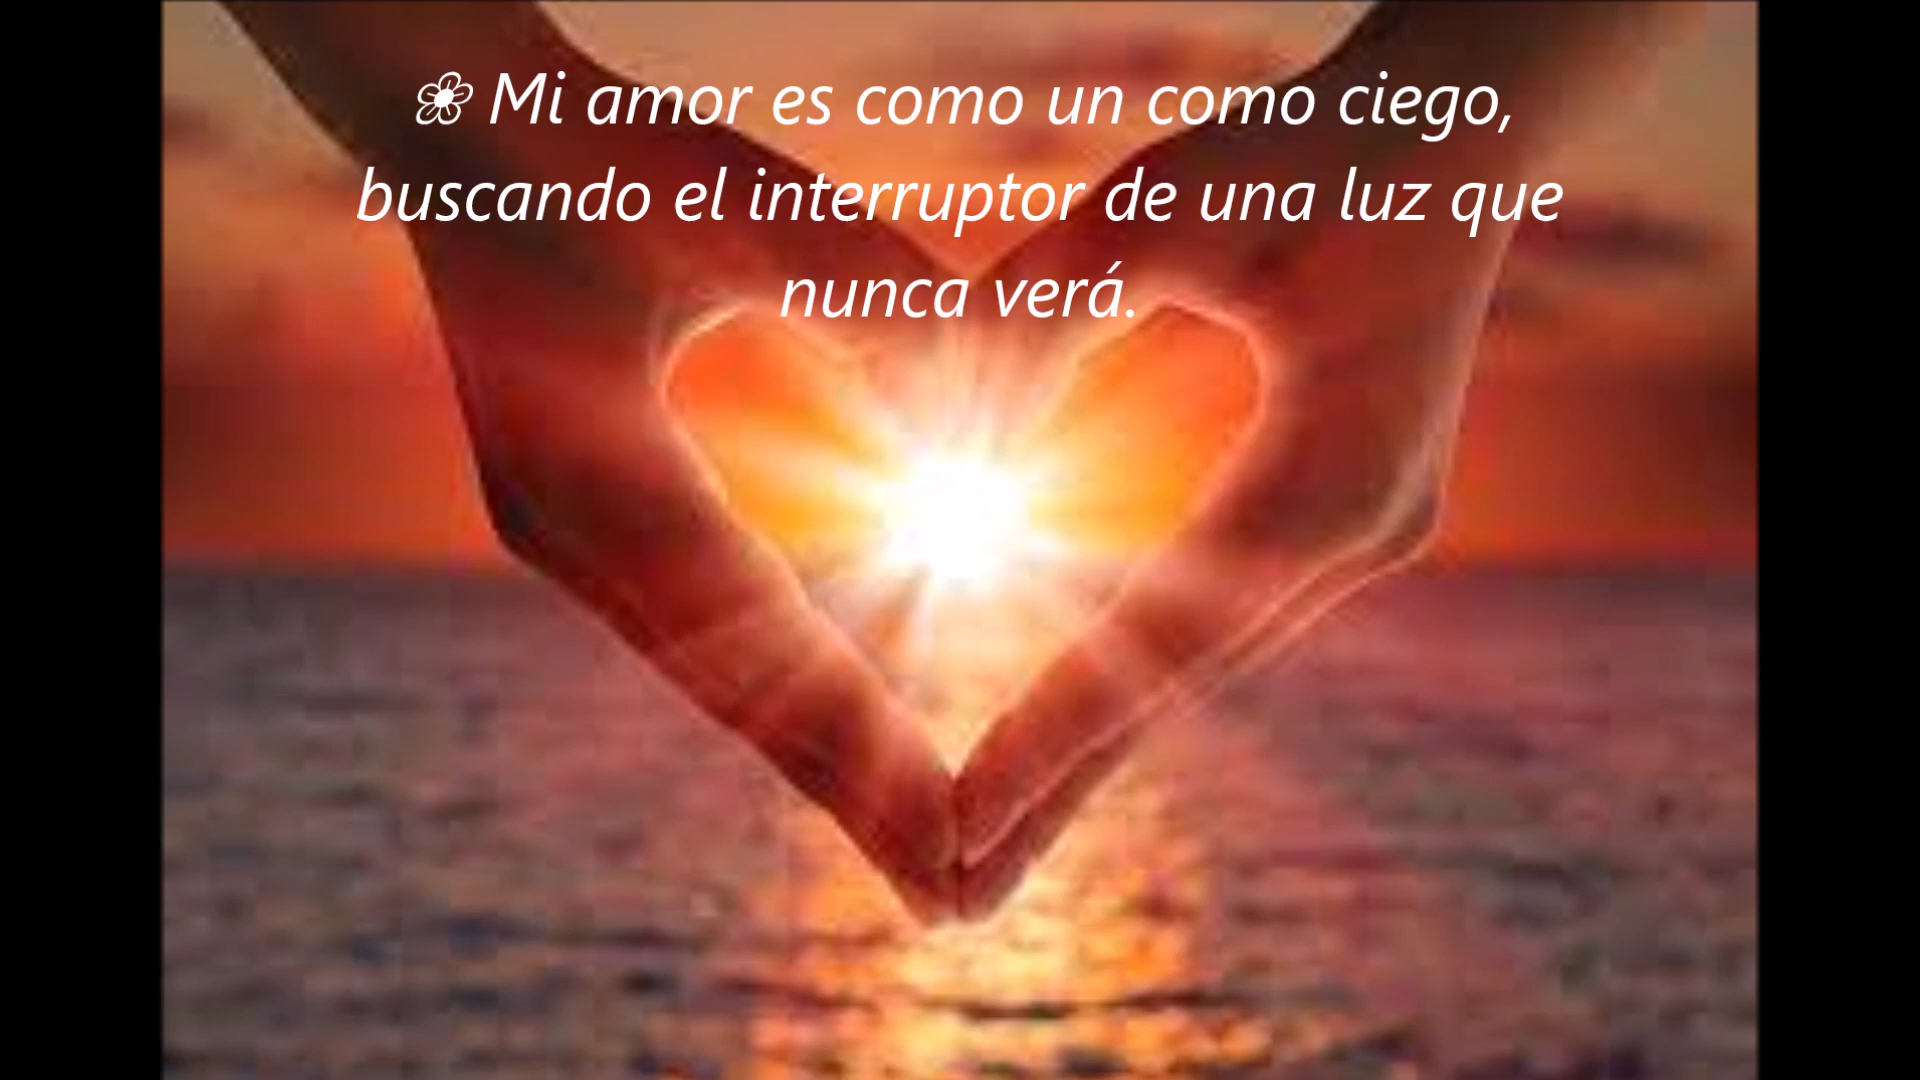 ❀ Mi amor es como un como ciego,
buscando el interruptor de una luz que
nunca verá.